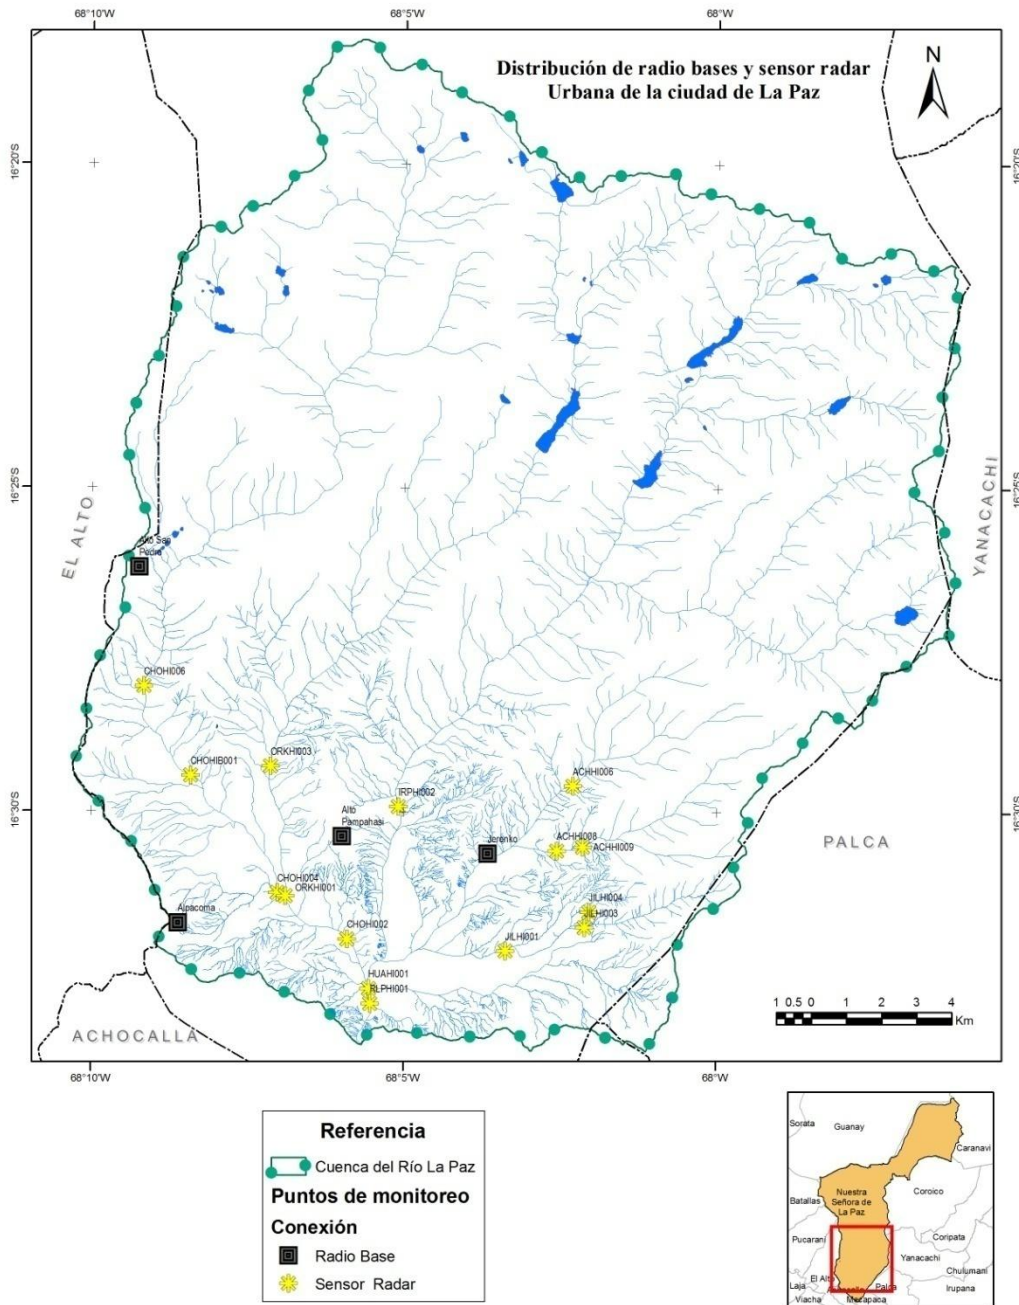 68°10'W
68°5'W
68°W
Distribución de radio bases y sensor radar
Urbana de la ciudad de La Paz
N
16°20'S
16°20'S
16°25'S
16°25'S
EL ALTO
YANACACHI
Alto San
Pedro
CHOHI006
CHOHIB001
ORKHI003
ACHHI006
IRPHI002
16°30'S
16°30'S
Alto
Pampahasi
Jerenko
ACHHI008
ACHHI009
PALCA
CHOHI004
ORKHI001
JILHI004
JILHI003
Alpacoma
CHOHI002
JILHI001
HUAHI001
RLPHI001
1 0.5 0 1 2 3 4
Km
ACHOCALLA
68°10'W
68°5'W
68°W
Referencia
Cuenca del Río La Paz
Puntos de monitoreo
Conexión
Radio Base
Sensor Radar
Sorata
Guanay
Caranavi
Nuestra
Señora de
La Paz
Coroico
Batallas
Pucarani
Coripata
Yanacachi
Chulumani
El Alto
Palca
Laja
Irupana
Viacha
Mecapaca